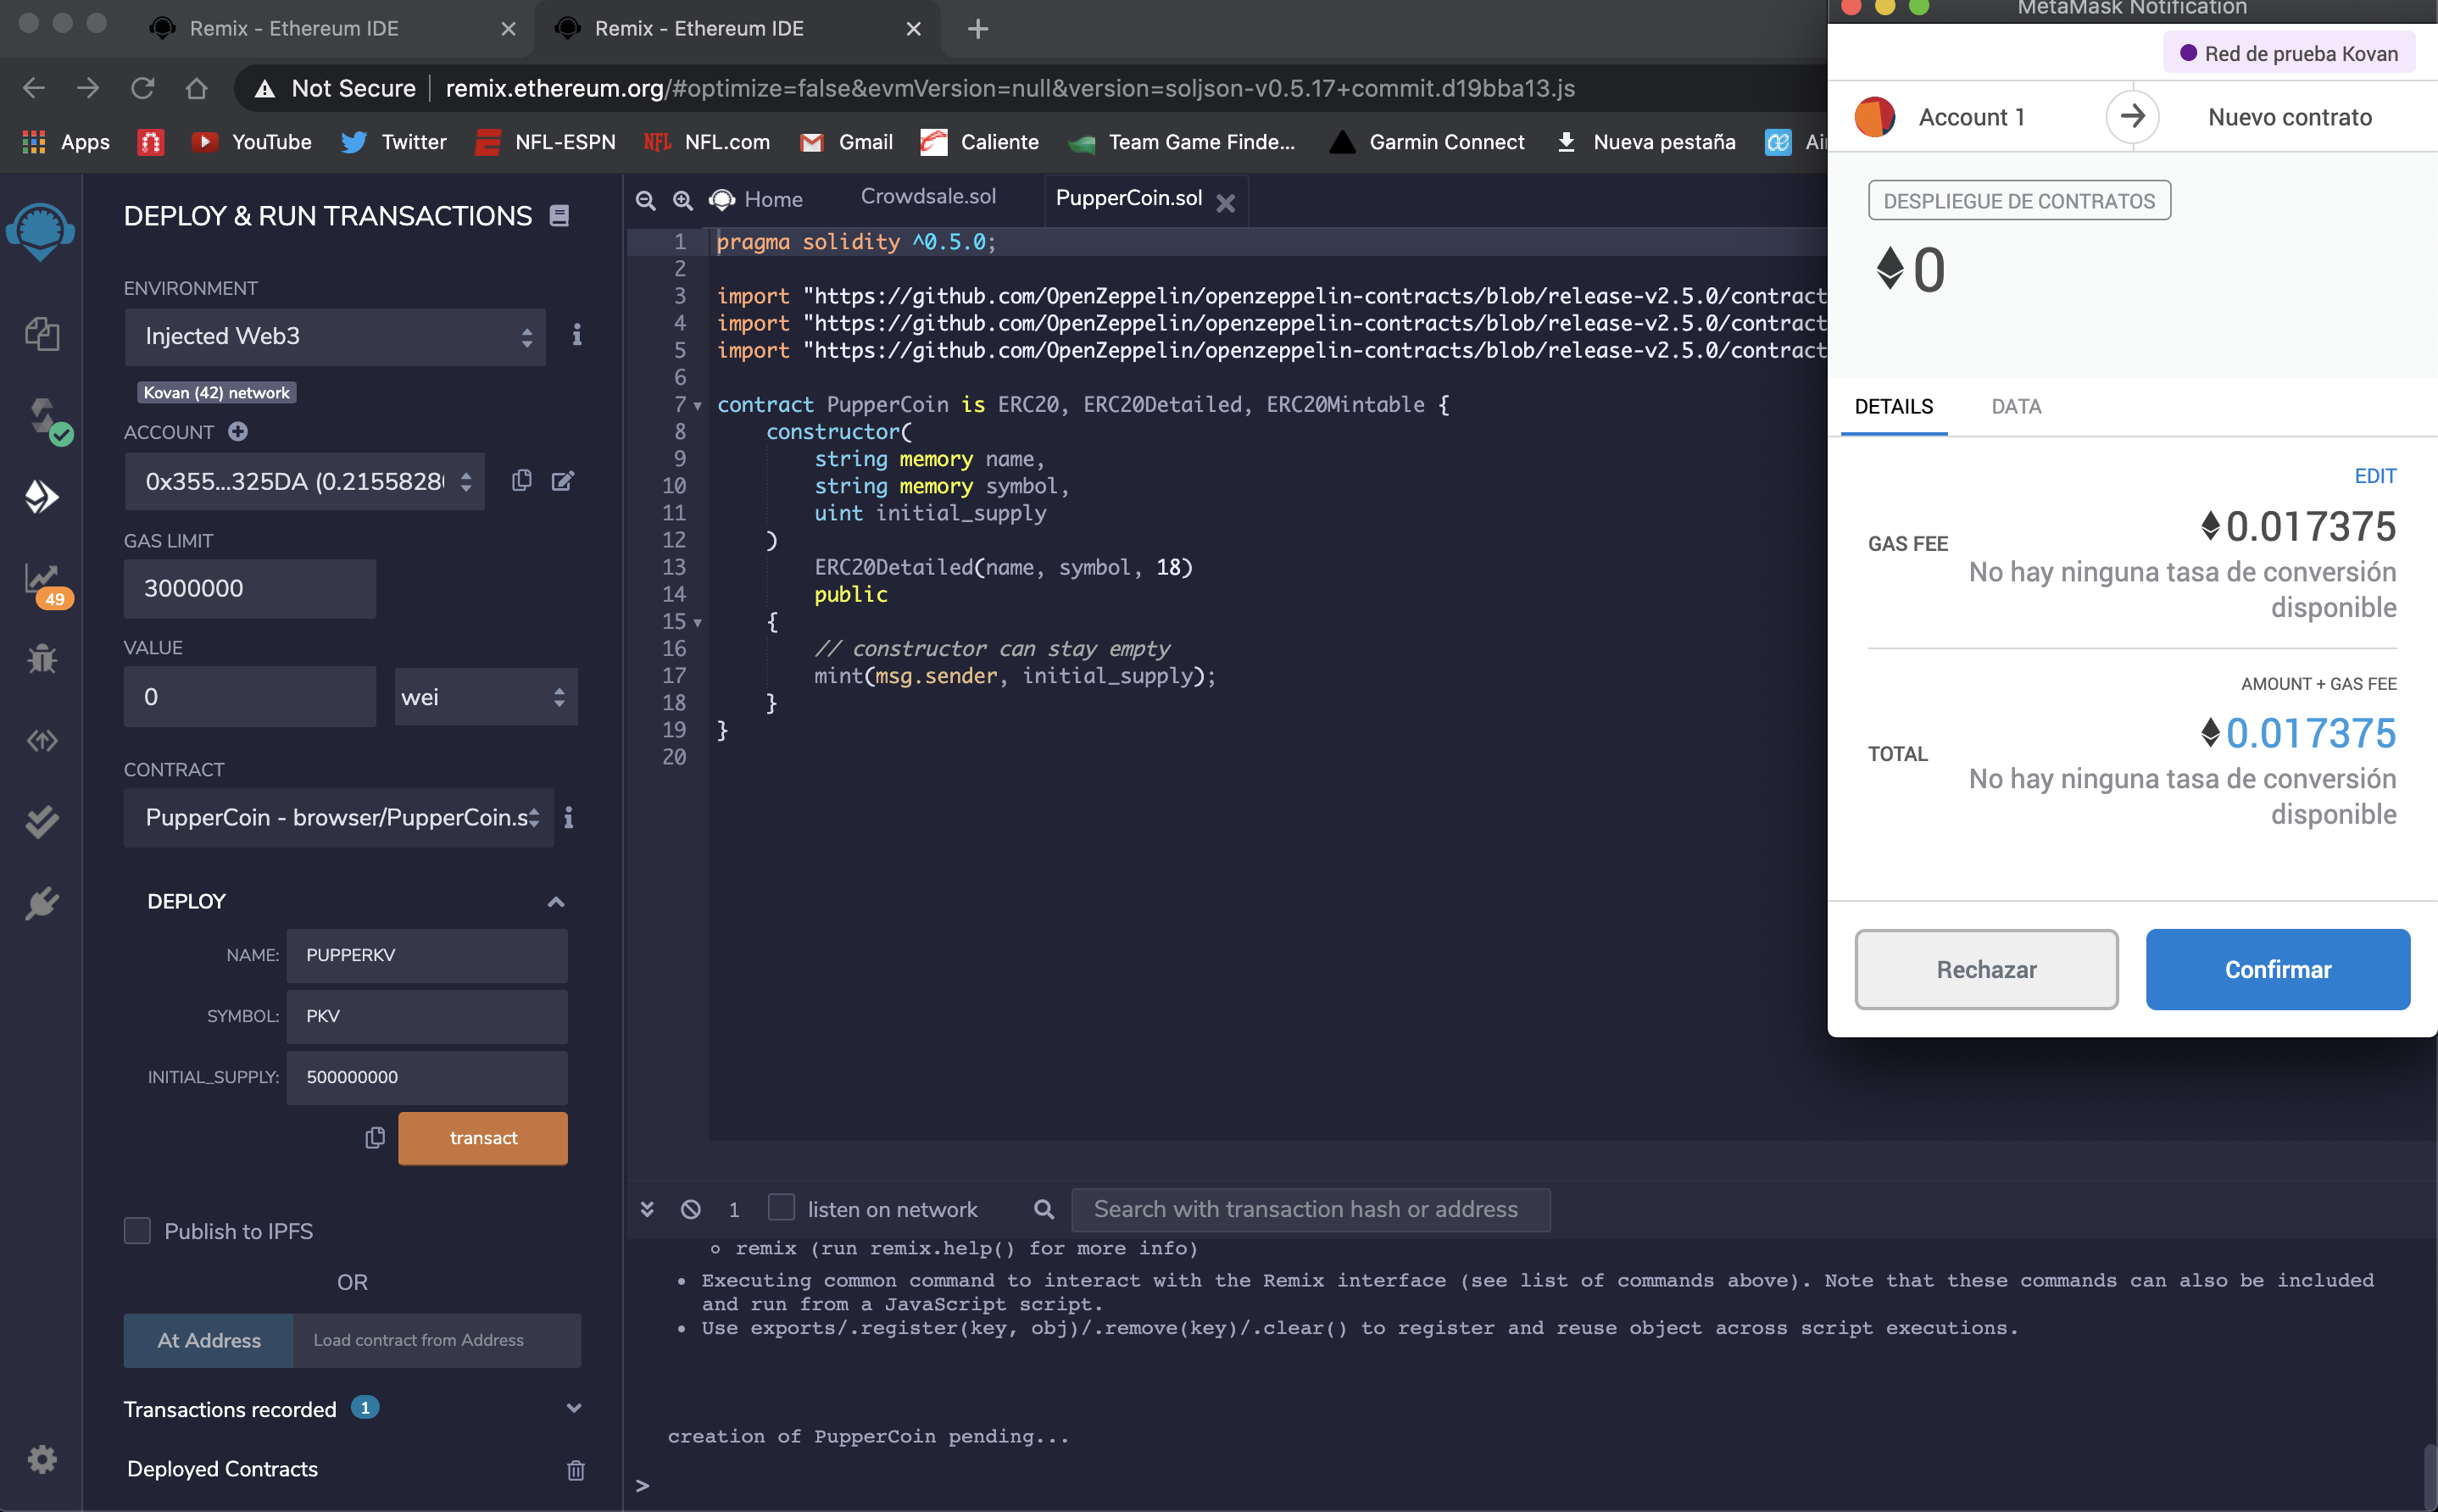 Remix - Ethereum IDE
Remix - Ethereum IDE
Not Secure
remix.ethereum.org/#optimize=false&evmVersion=null&version=soljson-v0.5.17+commit.d19bba13.js
Apps
YouTube
Twitter
NFL-ESPN
NFL
NFL.com
Gmail
Caliente
Team Game Finde...
Garmin Connect
Nueva pestaña
DEPLOY & RUN TRANSACTIONS
ENVIRONMENT
Injected Web3
Kovan (42) network
ACCOUNT
0x355...325DA (0.2155828
GAS LIMIT
3000000
49
VALUE
0
wei
CONTRACT
PupperCoin - browser/PupperCoin.s
DEPLOY
NAME: PUPPERKV
SYMBOL: PKV
INITIAL_SUPPLY: 500000000
transact
Publish to IPFS
OR
At Address
Load contract from Address
Transactions recorded 1
Deployed Contracts
Home
Crowdsale.sol
PupperCoin.sol
1 pragma solidity ^0.5.0;
2
3 import "https://github.com/OpenZeppelin/openzeppelin-contracts/blob/release-v2.5.0/contract
4 import "https://github.com/OpenZeppelin/openzeppelin-contracts/blob/release-v2.5.0/contract
5 import "https://github.com/OpenZeppelin/openzeppelin-contracts/blob/release-v2.5.0/contract
6
7 contract PupperCoin is ERC20, ERC20Detailed, ERC20Mintable {
8 constructor(
9 string memory name,
10 string memory symbol,
11 uint initial_supply
12 )
13 ERC20Detailed(name, symbol, 18)
14 public
15 {
16 // constructor can stay empty
17 mint(msg.sender, initial_supply);
18 }
19 }
20
1
listen on network
Search with transaction hash or address
remix (run remix.help() for more info)
Executing common command to interact with the Remix interface (see list of commands above). Note that these commands can also be included
and run from a JavaScript script.
Use exports/.register(key, obj)/.remove(key)/.clear() to register and reuse object across script executions.
creation of PupperCoin pending...
>
MetaMask Notification
Red de prueba Kovan
Account 1
Nuevo contrato
DESPLIEGUE DE CONTRATOS
0
DETAILS
DATA
EDIT
GAS FEE
0.017375
No hay ninguna tasa de conversión
disponible
AMOUNT + GAS FEE
TOTAL
0.017375
No hay ninguna tasa de conversión
disponible
Rechazar
Confirmar